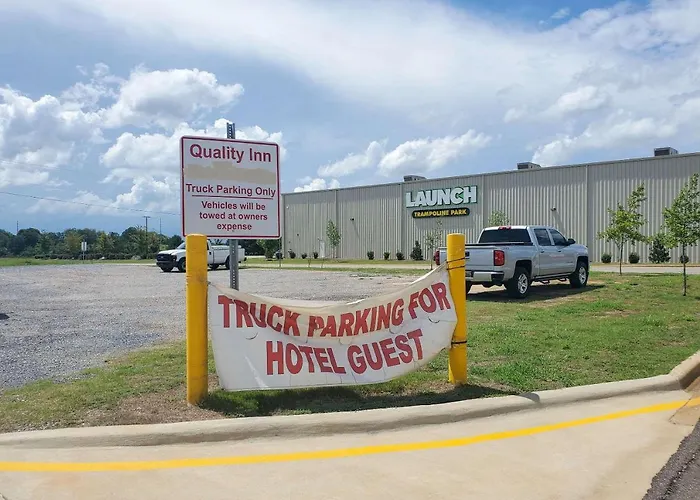 Quality Inn
Truck Parking Only
Vehicles will be
towed at owners
expense
LAUNCH
TRAMPOLINE PARK
TRUCK PARKING FOR
HOTEL GUEST